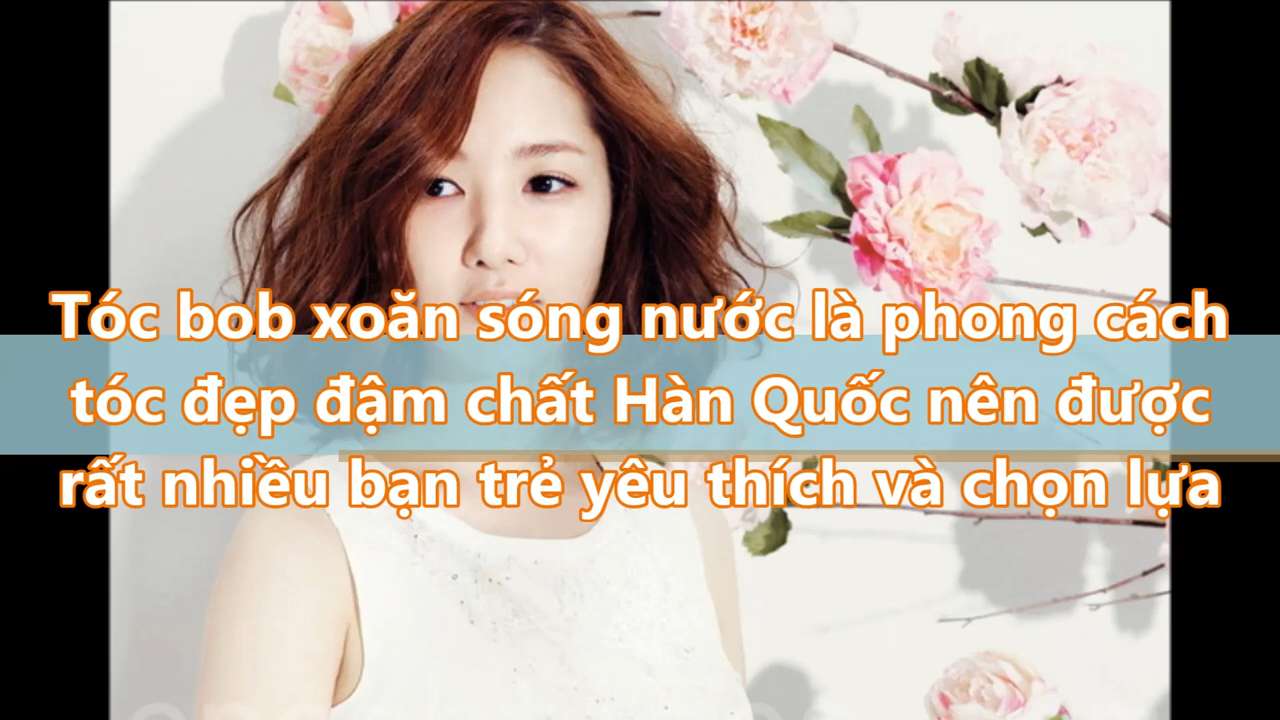 Tóc bob xoăn sóng nước là phong cách
tóc đẹp đậm chất Hàn Quốc nên được
rất nhiều bạn trẻ yêu thích và chọn lựa